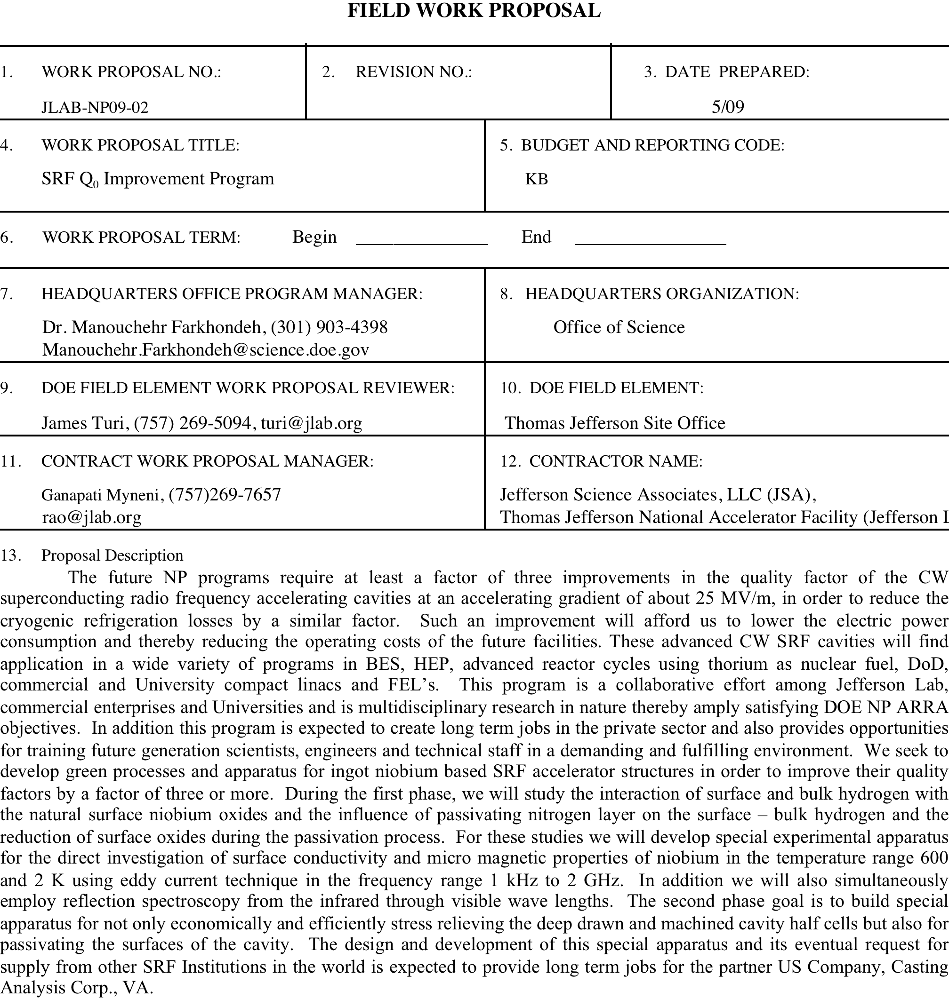 FIELD WORK PROPOSAL
1. WORK PROPOSAL NO.:
JLAB-NP09-02
2. REVISION NO.:
3. DATE PREPARED:
5/09
4. WORK PROPOSAL TITLE:
SRF Q0 Improvement Program
5. BUDGET AND REPORTING CODE:
KB
6. WORK PROPOSAL TERM: Begin ______________ End ________________
7. HEADQUARTERS OFFICE PROGRAM MANAGER:
Dr. Manouchehr Farkhondeh, (301) 903-4398
Manouchehr.Farkhondeh@science.doe.gov
8. HEADQUARTERS ORGANIZATION:
Office of Science
9. DOE FIELD ELEMENT WORK PROPOSAL REVIEWER:
James Turi, (757) 269-5094, turi@jlab.org
10. DOE FIELD ELEMENT:
Thomas Jefferson Site Office
11. CONTRACT WORK PROPOSAL MANAGER:
Ganapati Myneni, (757)269-7657
rao@jlab.org
12. CONTRACTOR NAME:
Jefferson Science Associates, LLC (JSA),
Thomas Jefferson National Accelerator Facility (Jefferson L
13. Proposal Description
The future NP programs require at least a factor of three improvements in the quality factor of the CW
superconducting radio frequency accelerating cavities at an accelerating gradient of about 25 MV/m, in order to reduce the
cryogenic refrigeration losses by a similar factor. Such an improvement will afford us to lower the electric power
consumption and thereby reducing the operating costs of the future facilities. These advanced CW SRF cavities will find
application in a wide variety of programs in BES, HEP, advanced reactor cycles using thorium as nuclear fuel, DoD,
commercial and University compact linacs and FEL’s. This program is a collaborative effort among Jefferson Lab,
commercial enterprises and Universities and is multidisciplinary research in nature thereby amply satisfying DOE NP ARRA
objectives. In addition this program is expected to create long term jobs in the private sector and also provides opportunities
for training future generation scientists, engineers and technical staff in a demanding and fulfilling environment. We seek to
develop green processes and apparatus for ingot niobium based SRF accelerator structures in order to improve their quality
factors by a factor of three or more. During the first phase, we will study the interaction of surface and bulk hydrogen with
the natural surface niobium oxides and the influence of passivating nitrogen layer on the surface – bulk hydrogen and the
reduction of surface oxides during the passivation process. For these studies we will develop special experimental apparatus
for the direct investigation of surface conductivity and micro magnetic properties of niobium in the temperature range 600
and 2 K using eddy current technique in the frequency range 1 kHz to 2 GHz. In addition we will also simultaneously
employ reflection spectroscopy from the infrared through visible wave lengths. The second phase goal is to build special
apparatus for not only economically and efficiently stress relieving the deep drawn and machined cavity half cells but also for
passivating the surfaces of the cavity. The design and development of this special apparatus and its eventual request for
supply from other SRF Institutions in the world is expected to provide long term jobs for the partner US Company, Casting
Analysis Corp., VA.